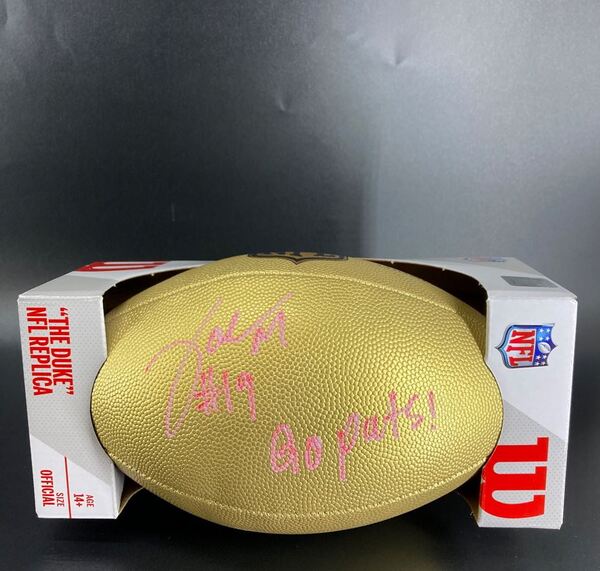 "THE DUKE"
NFL REPLICA
AGE
14+
SIZE
OFFICIAL
#19
Go pats!
NFL
W